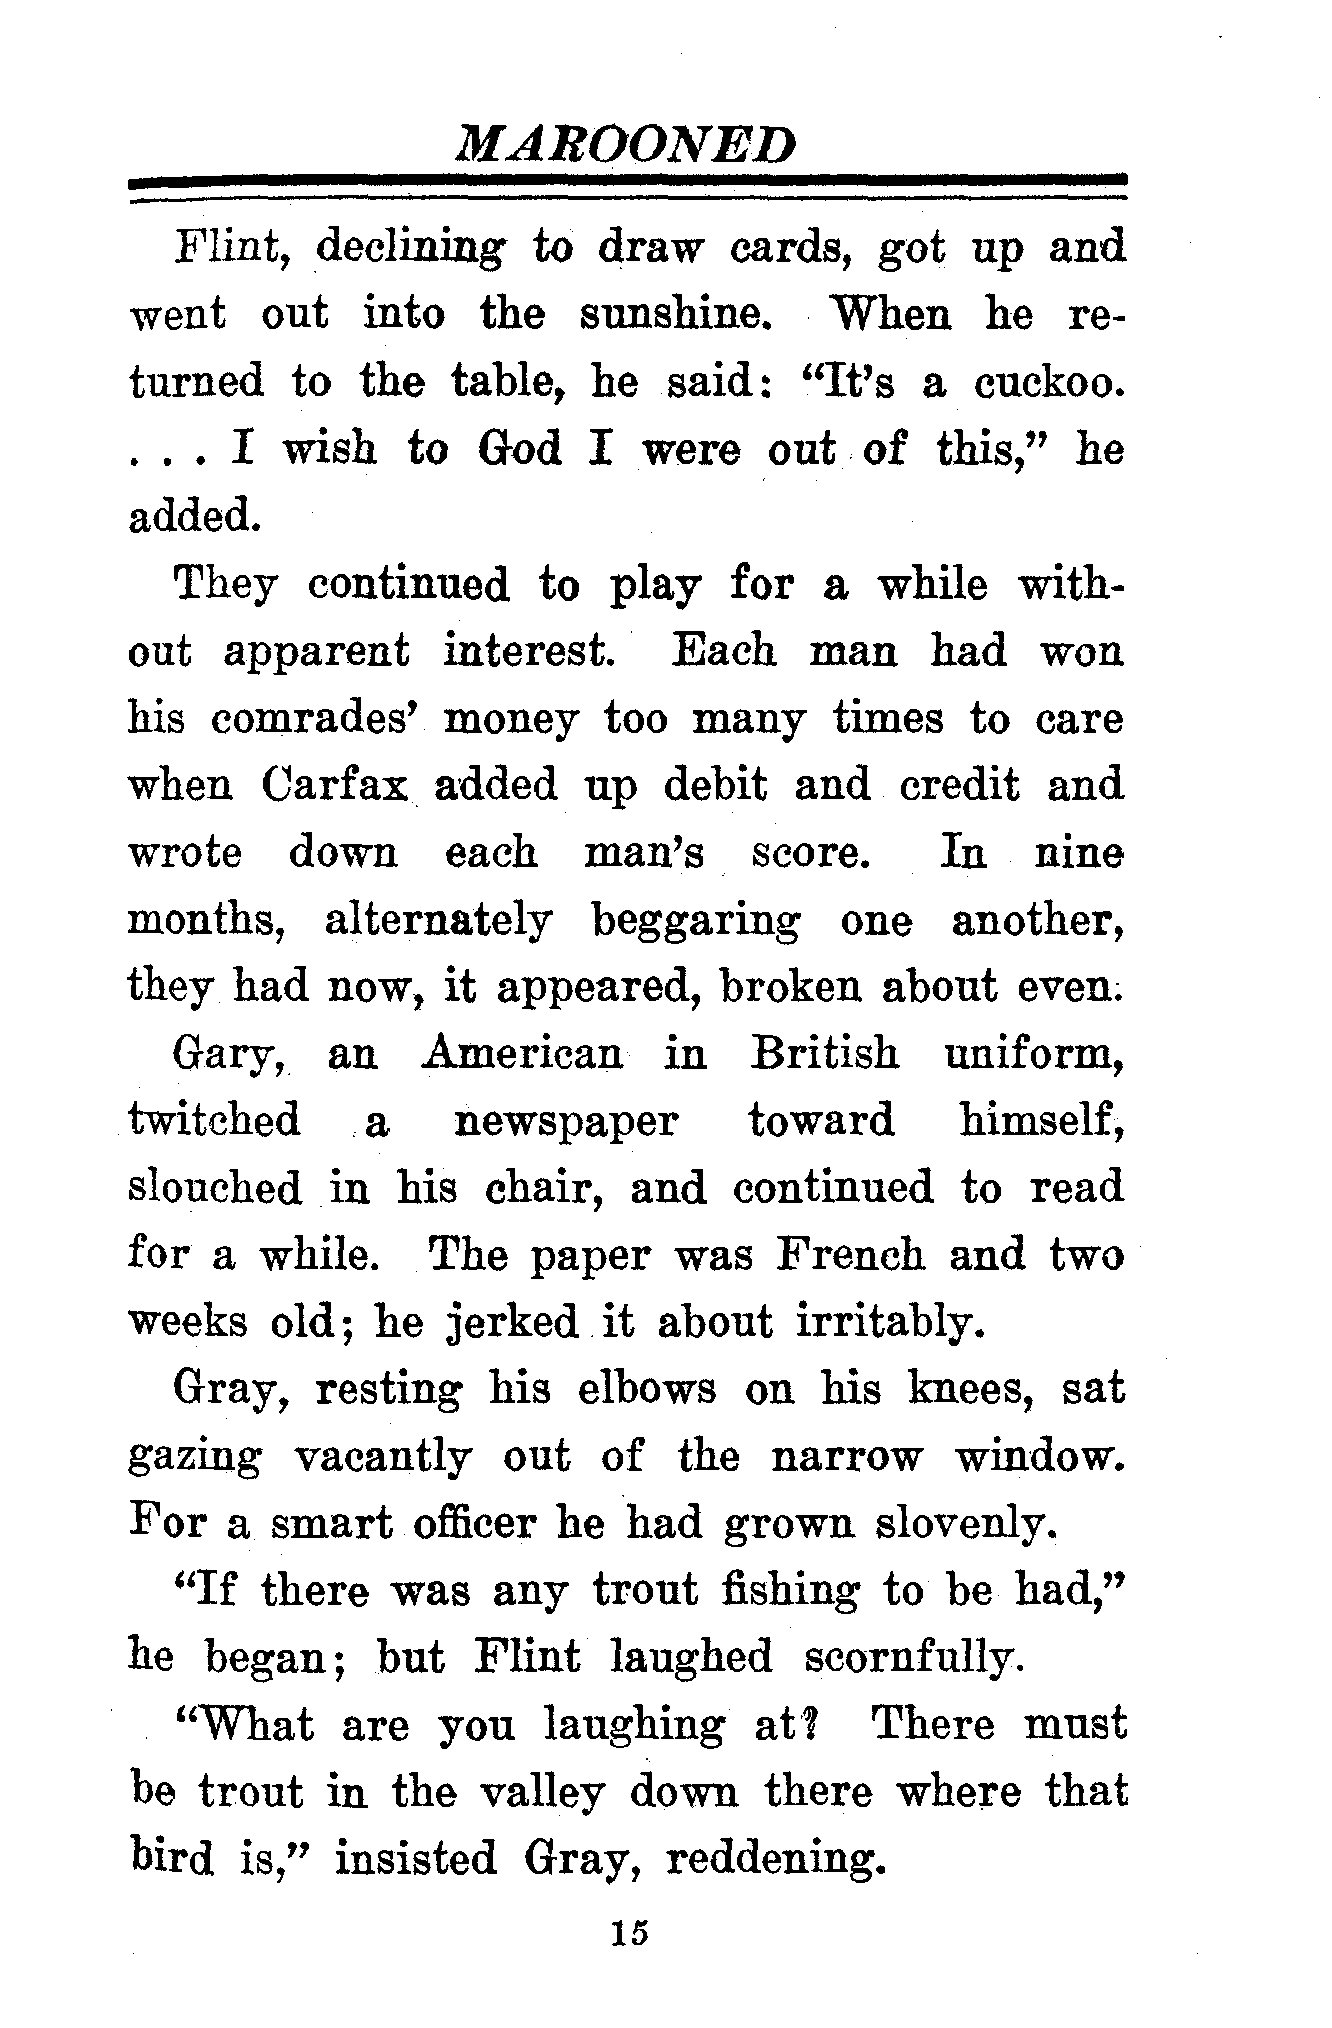 MAROONED
Flint, declining to draw cards, got up and
went out into the sunshine. When he re-
turned to the table, he said: “It’s a cuckoo.
. . . I wish to God I were out of this,” he
added.
They continued to play for a while with-
out apparent interest. Each man had won
his comrades’ money too many times to care
when Carfax added up debit and credit and
wrote down each man’s score. In nine
months, alternately beggaring one another,
they had now, it appeared, broken about even.
Gary, an American in British uniform,
twitched a newspaper toward himself,
slouched in his chair, and continued to read
for a while. The paper was French and two
weeks old; he jerked it about irritably.
Gray, resting his elbows on his knees, sat
gazing vacantly out of the narrow window.
For a smart officer he had grown slovenly.
“If there was any trout fishing to be had,”
he began; but Flint laughed scornfully.
“What are you laughing at? There must
be trout in the valley down there where that
bird is,” insisted Gray, reddening.
15